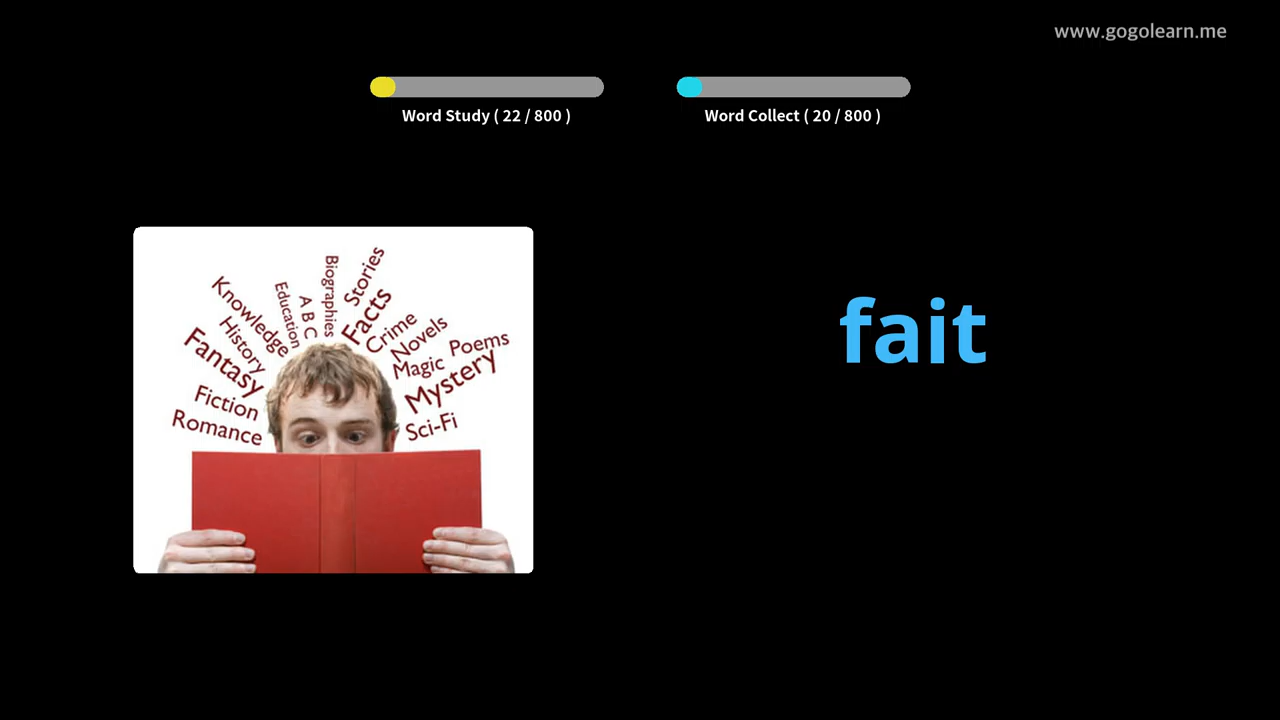 www.gogolearn.me
Word Study ( 22 / 800 )
Word Collect ( 20 / 800 )
fait
Knowledge
Education
A B C
Biographies
Stories
Facts
History
Crime
Novels
Poems
Fantasy
Magic
Mystery
Fiction
Romance
Sci-Fi